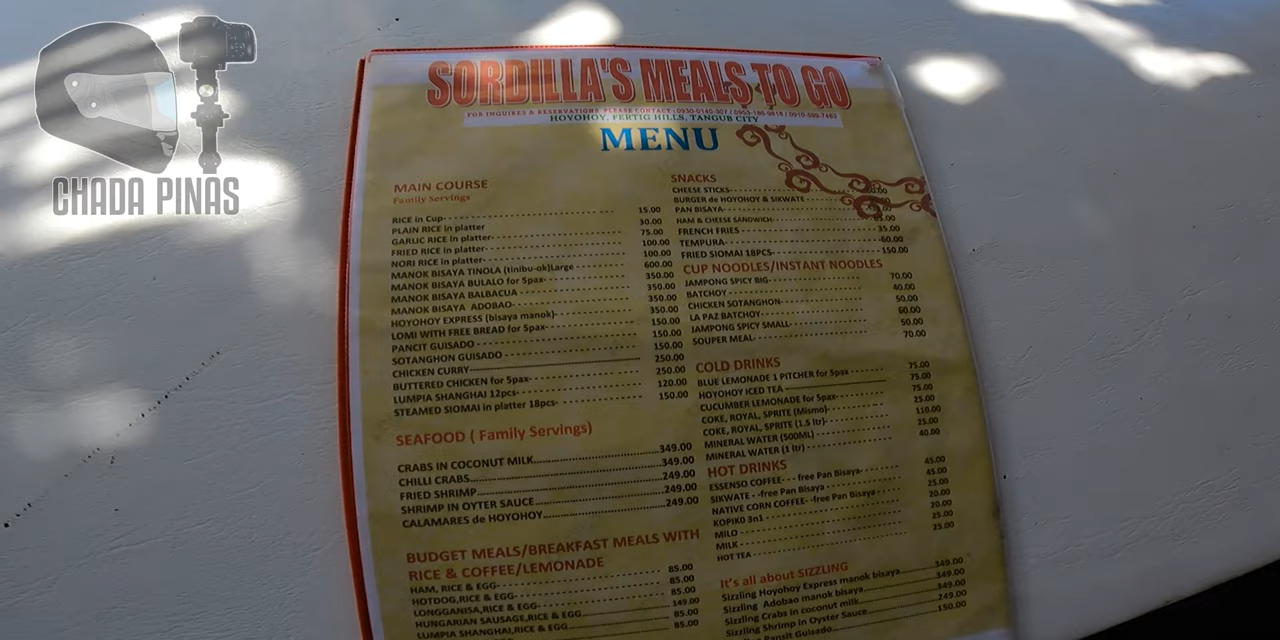 CHADA PINAS
SORDILLA'S MEALS TO GO
FOR INQUIRES & RESERVATIONS PLEASE CONTACT :
HOYOHOY, FERTIG HILLS, TANGUB CITY
MENU
MAIN COURSE
Family Servings
RICE in Cup 15.00
PLAIN RICE in platter 30.00
GARLIC RICE in platter 75.00
FRIED RICE in platter 100.00
NORI RICE in platter 100.00
MANOK BISAYA TINOLA (tinibu-ok)Large 600.00
MANOK BISAYA BULALO for 5pax 350.00
MANOK BISAYA BALBACUA 350.00
MANOK BISAYA ADOBAO 350.00
HOYOHOY EXPRESS (bisaya manok) 350.00
LOMI WITH FREE BREAD for 5pax 150.00
PANCIT GUISADO 150.00
SOTANGHON GUISADO 150.00
CHICKEN CURRY 250.00
BUTTERED CHICKEN for 5pax 250.00
LUMPIA SHANGHAI 12pcs 120.00
STEAMED SIOMAI in platter 18pcs 150.00
SEAFOOD ( Family Servings)
CRABS IN COCONUT MILK 349.00
CHILLI CRABS 349.00
FRIED SHRIMP 249.00
SHRIMP IN OYTER SAUCE 249.00
CALAMARES de HOYOHOY 249.00
BUDGET MEALS/BREAKFAST MEALS WITH
RICE & COFFEE/LEMONADE
HAM, RICE & EGG 85.00
HOTDOG,RICE & EGG 85.00
LONGGANISA,RICE & EGG 85.00
HUNGARIAN SAUSAGE,RICE & EGG 149.00
LUMPIA SHANGHAI,RICE & EGG 85.00
SNACKS
CHEESE STICKS
BURGER de HOYOHOY & SIKWATE
PAN BISAYA
HAM & CHEESE SANDWICH
FRENCH FRIES 35.00
TEMPURA 60.00
FRIED SIOMAI 18PCS 150.00
CUP NOODLES/INSTANT NOODLES
JAMPONG SPICY BIG 70.00
BATCHOY 40.00
CHICKEN SOTANGHON 50.00
LA PAZ BATCHOY 60.00
JAMPONG SPICY SMALL 50.00
SOUPER MEAL 70.00
COLD DRINKS
BLUE LEMONADE 1 PITCHER for 5pax 75.00
HOYOHOY ICED TEA 75.00
CUCUMBER LEMONADE for 5pax 75.00
COKE, ROYAL, SPRITE (Mismo) 25.00
COKE, ROYAL, SPRITE (1.5 ltr) 110.00
MINERAL WATER (500ML) 25.00
MINERAL WATER (1 ltr) 40.00
HOT DRINKS
ESSENSO COFFEE - - - free Pan Bisaya 45.00
SIKWATE - -free Pan Bisaya 45.00
NATIVE CORN COFFEE- -free Pan Bisaya 25.00
KOPIKO 3n1 20.00
MILO 20.00
MILK 25.00
HOT TEA 25.00
It's all about SIZZLING
Sizzling Hoyohoy Express manok bisaya 349.00
Sizzling Adobao manok bisaya 349.00
Sizzling Crabs in coconut milk 349.00
Sizzling Shrimp in Oyster Sauce 249.00
Sizzling Pansit Guisado 150.00